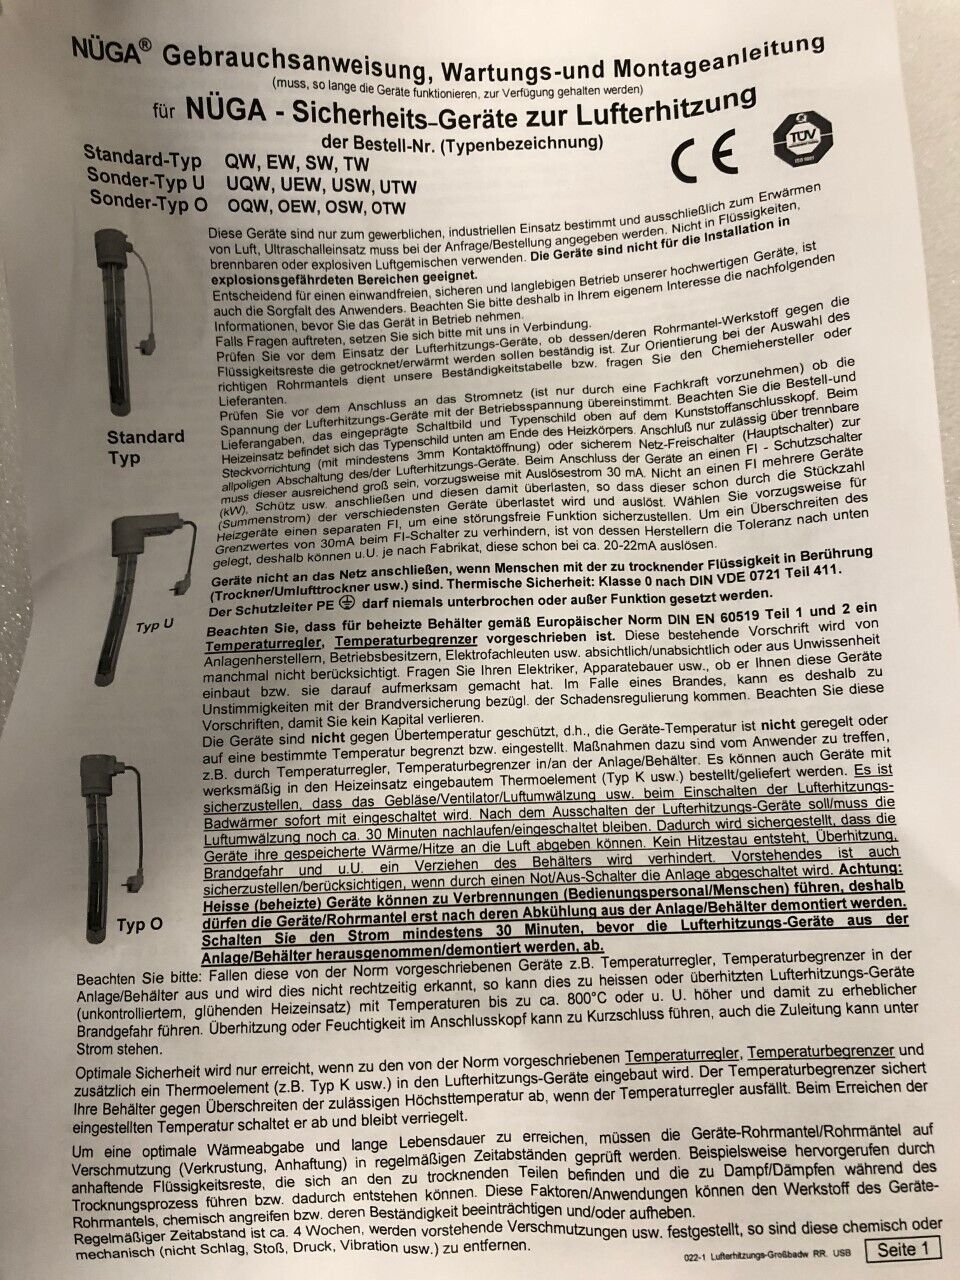 NÜGA® Gebrauchsanweisung, Wartungs-und Montageanleitung
(muss, so lange die Geräte funktionieren, zur Verfügung gehalten werden)
für NÜGA - Sicherheits-Geräte zur Lufterhitzung
der Bestell-Nr. (Typenbezeichnung)
Standard-Typ QW, EW, SW, TW
Sonder-Typ U UQW, UEW, USW, UTW
Sonder-Typ O OQW, OEW, OSW, OTW
CE
TÜV
ISO 9001
Diese Geräte sind nur zum gewerblichen, industriellen Einsatz bestimmt und ausschließlich zum Erwärmen
von Luft, Ultraschalleinsatz muss bei der Anfrage/Bestellung angegeben werden. Nicht in Flüssigkeiten,
brennbaren oder explosiven Luftgemischen verwenden. Die Geräte sind nicht für die Installation in
explosionsgefährdeten Bereichen geeignet.
Entscheidend für einen einwandfreien, sicheren und langlebigen Betrieb unserer hochwertigen Geräte, ist
auch die Sorgfalt des Anwenders. Beachten Sie bitte deshalb in Ihrem eigenem Interesse die nachfolgenden
Informationen, bevor Sie das Gerät in Betrieb nehmen.
Falls Fragen auftreten, setzen Sie sich bitte mit uns in Verbindung.
Prüfen Sie vor dem Einsatz der Lufterhitzungs-Geräte, ob dessen/deren Rohrmantel-Werkstoff gegen die
Flüssigkeitsreste die getrocknet/erwärmt werden sollen beständig ist. Zur Orientierung bei der Auswahl des
richtigen Rohrmantels dient unsere Beständigkeitstabelle bzw. fragen Sie den Chemiehersteller oder
Lieferanten.
Prüfen Sie vor dem Anschluss an das Stromnetz (ist nur durch eine Fachkraft vorzunehmen) ob die
Spannung der Lufterhitzungs-Geräte mit der Betriebsspannung übereinstimmt. Beachten Sie die Bestell-und
Lieferangaben, das eingeprägte Schaltbild und Typenschild oben auf dem Kunststoffanschlusskopf. Beim
Heizeinsatz befindet sich das Typenschild unten am Ende des Heizkörpers. Anschluß nur zulässig über trennbare
Steckvorrichtung (mit mindestens 3mm Kontaktöffnung) oder sicherem Netz-Freischalter (Hauptschalter) zur
allpoligen Abschaltung des/der Lufterhitzungs-Geräte. Beim Anschluss der Geräte an einen FI - Schutzschalter
muss dieser ausreichend groß sein, vorzugsweise mit Auslösestrom 30 mA. Nicht an einen FI mehrere Geräte
(kW), Schütz usw. anschließen und diesen damit überlasten, so dass dieser schon durch die Stückzahl
(Summenstrom) der verschiedensten Geräte überlastet wird und auslöst. Wählen Sie vorzugsweise für
Heizgeräte einen separaten FI, um eine störungsfreie Funktion sicherzustellen. Um ein Überschreiten des
Grenzwertes von 30mA beim FI-Schalter zu verhindern, ist von dessen Herstellern die Toleranz nach unten
gelegt, deshalb können u.U. je nach Fabrikat, diese schon bei ca. 20-22mA auslösen.
Geräte nicht an das Netz anschließen, wenn Menschen mit der zu trocknender Flüssigkeit in Berührung
(Trockner/Umlufttrockner usw.) sind. Thermische Sicherheit: Klasse 0 nach DIN VDE 0721 Teil 411.
Der Schutzleiter PE darf niemals unterbrochen oder außer Funktion gesetzt werden.
Beachten Sie, dass für beheizte Behälter gemäß Europäischer Norm DIN EN 60519 Teil 1 und 2 ein
Temperaturregler, Temperaturbegrenzer vorgeschrieben ist. Diese bestehende Vorschrift wird von
Anlagenherstellern, Betriebsbesitzern, Elektrofachleuten usw. absichtlich/unabsichtlich oder aus Unwissenheit
manchmal nicht berücksichtigt. Fragen Sie Ihren Elektriker, Apparatebauer usw., ob er Ihnen diese Geräte
einbaut bzw. sie darauf aufmerksam gemacht hat. Im Falle eines Brandes, kann es deshalb zu
Unstimmigkeiten mit der Brandversicherung bezügl. der Schadensregulierung kommen. Beachten Sie diese
Vorschriften, damit Sie kein Kapital verlieren.
Die Geräte sind nicht gegen Übertemperatur geschützt, d.h., die Geräte-Temperatur ist nicht geregelt oder
auf eine bestimmte Temperatur begrenzt bzw. eingestellt. Maßnahmen dazu sind vom Anwender zu treffen,
z.B. durch Temperaturregler, Temperaturbegrenzer in/an der Anlage/Behälter. Es können auch Geräte mit
werksmäßig in den Heizeinsatz eingebautem Thermoelement (Typ K usw.) bestellt/geliefert werden. Es ist
sicherzustellen, dass das Gebläse/Ventilator/Luftumwälzung usw. beim Einschalten der Lufterhitzungs-
Badwärmer sofort mit eingeschaltet wird. Nach dem Ausschalten der Lufterhitzungs-Geräte soll/muss die
Luftumwälzung noch ca. 30 Minuten nachlaufen/eingeschaltet bleiben. Dadurch wird sichergestellt, dass die
Geräte ihre gespeicherte Wärme/Hitze an die Luft abgeben können. Kein Hitzestau entsteht, Überhitzung,
Brandgefahr und u.U. ein Verziehen des Behälters wird verhindert. Vorstehendes ist auch
sicherzustellen/berücksichtigen, wenn durch einen Not/Aus-Schalter die Anlage abgeschaltet wird. Achtung:
Heisse (beheizte) Geräte können zu Verbrennungen (Bedienungspersonal/Menschen) führen, deshalb
dürfen die Geräte/Rohrmantel erst nach deren Abkühlung aus der Anlage/Behälter demontiert werden.
Schalten Sie den Strom mindestens 30 Minuten, bevor die Lufterhitzungs-Geräte aus der
Anlage/Behälter herausgenommen/demontiert werden, ab.
Standard
Typ
Typ U
Typ O
Beachten Sie bitte: Fallen diese von der Norm vorgeschriebenen Geräte z.B. Temperaturregler, Temperaturbegrenzer in der
Anlage/Behälter aus und wird dies nicht rechtzeitig erkannt, so kann dies zu heissen oder überhitzten Lufterhitzungs-Geräte
(unkontrolliertem, glühenden Heizeinsatz) mit Temperaturen bis zu ca. 800°C oder u. U. höher und damit zu erheblicher
Brandgefahr führen. Überhitzung oder Feuchtigkeit im Anschlusskopf kann zu Kurzschluss führen, auch die Zuleitung kann unter
Strom stehen.
Optimale Sicherheit wird nur erreicht, wenn zu den von der Norm vorgeschriebenen Temperaturregler, Temperaturbegrenzer und
zusätzlich ein Thermoelement (z.B. Typ K usw.) in den Lufterhitzungs-Geräte eingebaut wird. Der Temperaturbegrenzer sichert
Ihre Behälter gegen Überschreiten der zulässigen Höchsttemperatur ab, wenn der Temperaturregler ausfällt. Beim Erreichen der
eingestellten Temperatur schaltet er ab und bleibt verriegelt.
Um eine optimale Wärmeabgabe und lange Lebensdauer zu erreichen, müssen die Geräte-Rohrmantel/Rohrmäntel auf
Verschmutzung (Verkrustung, Anhaftung) in regelmäßigen Zeitabständen geprüft werden. Beispielsweise hervorgerufen durch
anhaftende Flüssigkeitsreste, die sich an den zu trocknenden Teilen befinden und die zu Dampf/Dämpfen während des
Trocknungsprozess führen bzw. dadurch entstehen können. Diese Faktoren/Anwendungen können den Werkstoff des Geräte-
Rohrmantels, chemisch angreifen bzw. deren Beständigkeit beeinträchtigen und/oder aufheben.
Regelmäßiger Zeitabstand ist ca. 4 Wochen, werden vorstehende Verschmutzungen usw. festgestellt, so sind diese chemisch oder
mechanisch (nicht Schlag, Stoß, Druck, Vibration usw.) zu entfernen.
022-1 Lufterhitzungs-Großbadw RR. USB Seite 1